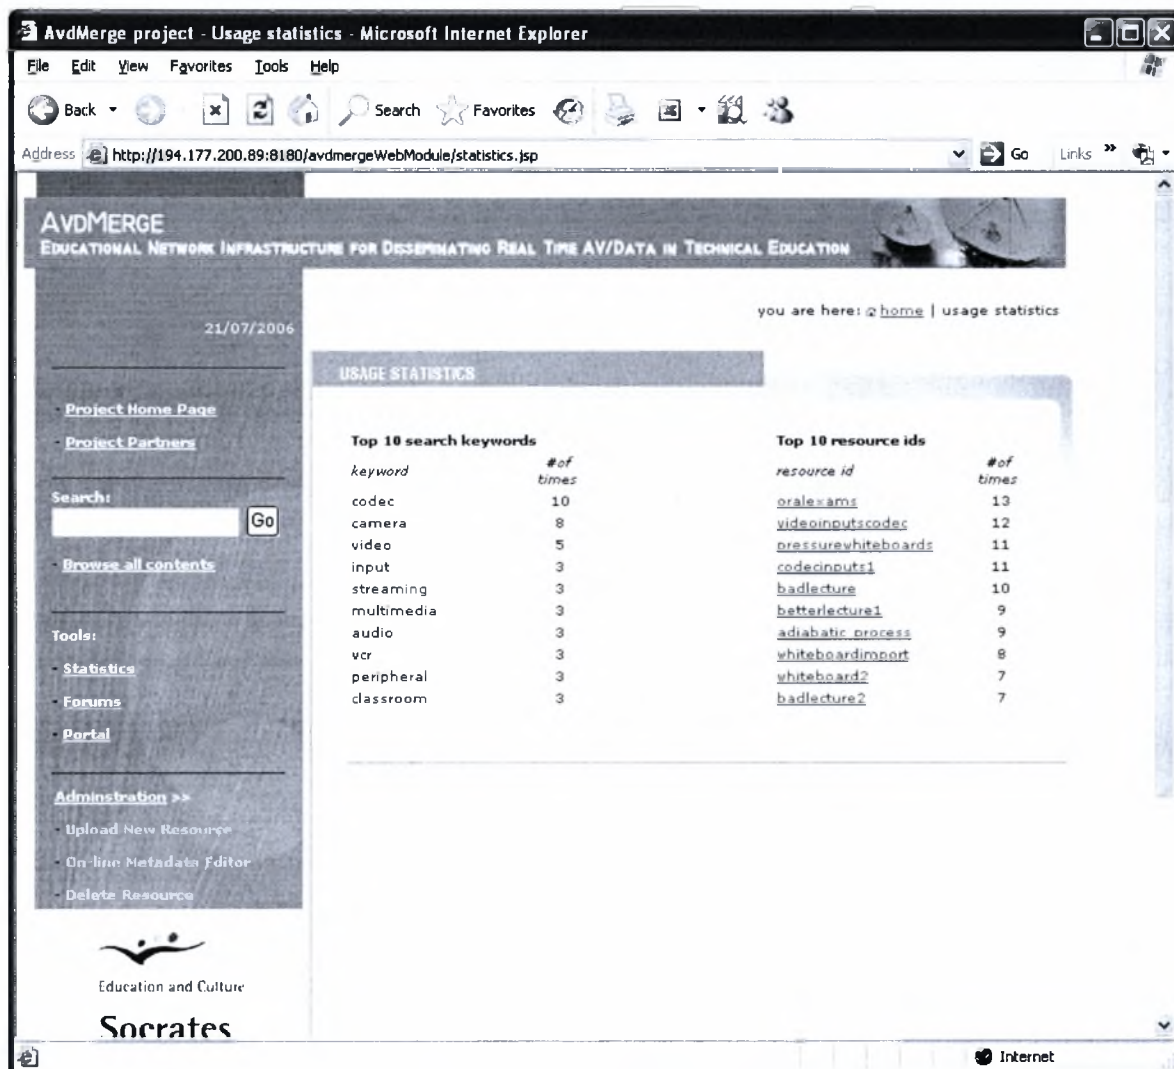 AvdMerge project - Usage statistics - Microsoft Internet Explorer
File Edit View Favorites Tools Help
Back Search Favorites
Address http://194.177.200.89:8180/avdmergeWebModule/statistics.jsp Go Links »
AVDMERGE
EDUCATIONAL NETWORK INFRASTRUCTURE FOR DISSEMINATING REAL TIME AV/DATA IN TECHNICAL EDUCATION
you are here: home | usage statistics
21/07/2006
USAGE STATISTICS
- Project Home Page
- Project Partners
Search:
Go
- Browse all contents
Tools:
- Statistics
- Forums
- Portal
Adminstration >>
- Upload New Resource
- On-line Metadata Editor
- Delete Resource
Education and Culture
Socrates
Top 10 search keywords
keyword # of times
codec 10
camera 8
video 5
input 3
streaming 3
multimedia 3
audio 3
vcr 3
peripheral 3
classroom 3
Top 10 resource ids
resource id # of times
oralexams 13
videoinputscodec 12
pressurewhiteboards 11
codecinputs1 11
badlecture 10
betterlecture1 9
adiabatic_process 9
whiteboardimport 8
whiteboard2 7
badlecture2 7
Internet